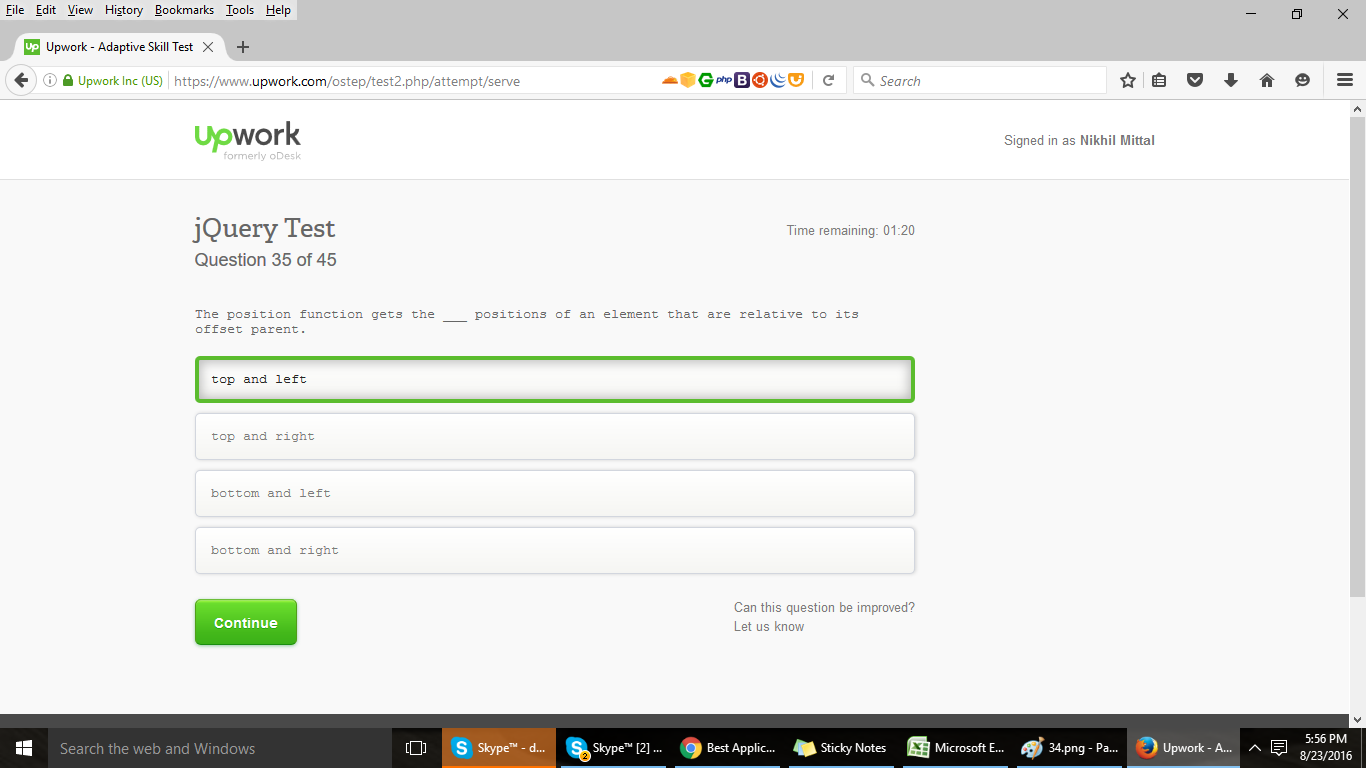 File Edit View History Bookmarks Tools Help
Up Upwork - Adaptive Skill Test
Upwork Inc (US) https://www.upwork.com/ostep/test2.php/attempt/serve php B Search
upwork
formerly oDesk
Signed in as Nikhil Mittal
jQuery Test
Time remaining: 01:20
Question 35 of 45
The position function gets the ___ positions of an element that are relative to its
offset parent.
top and left
top and right
bottom and left
bottom and right
Continue
Can this question be improved?
Let us know
Search the web and Windows
Skype™ - d...
Skype™ [2] ...
2
Best Applic...
Sticky Notes
Microsoft E...
34.png - Pa...
Upwork - A...
5:56 PM
8/23/2016